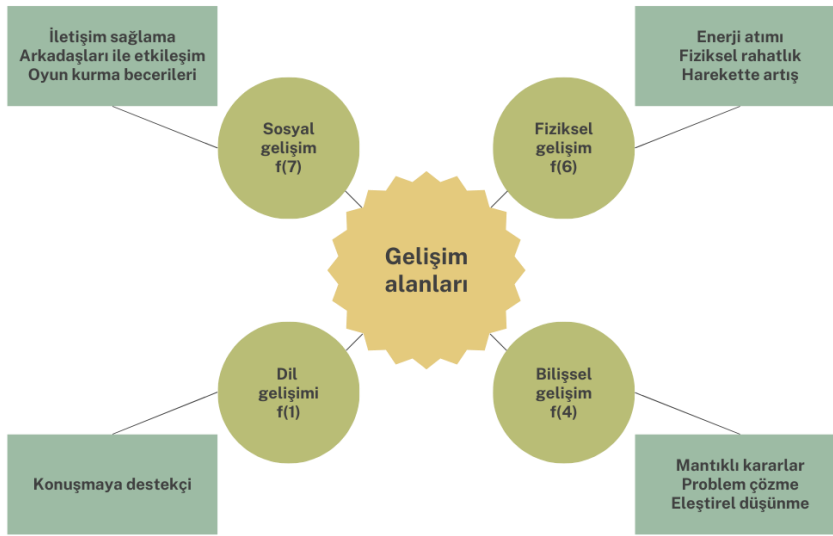 İletişim sağlama
Arkadaşları ile etkileşim
Oyun kurma becerileri
Enerji atımı
Fiziksel rahatlık
Harekette artış
Sosyal
gelişim
f(7)
Fiziksel
gelişim
f(6)
Gelişim
alanları
Dil
gelişimi
f(1)
Bilişsel
gelişim
f(4)
Konuşmaya destekçi
Mantıklı kararlar
Problem çözme
Eleştirel düşünme